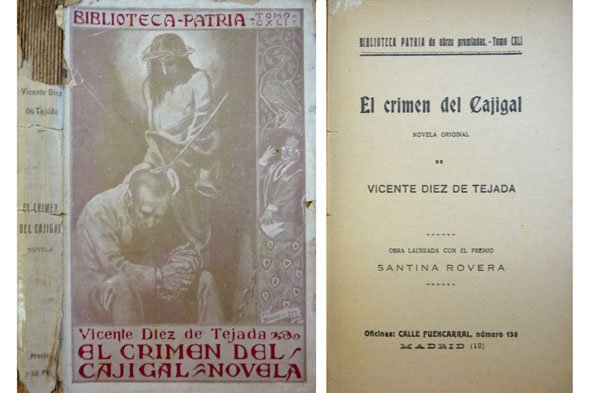 Vicente Diez
de Tejada
EL CRIMEN
DEL CAJIGAL
NOVELA
Precio
BIBLIOTECA-PATRIA-TOMO
CXLI
Vicente Diez de Tejada
EL CRIMEN DEL
CAJIGAL NOVELA
BIBLIOTECA PATRIA de obras premiadas.-Tomo CXLI
El crimen del Cajigal
NOVELA ORIGINAL
DE
VICENTE DIEZ DE TEJADA
OBRA LAUREADA CON EL PREMIO
SANTINA ROVERA
Oficinas: CALLE FUENCARRAL, número 138
MADRID (10)